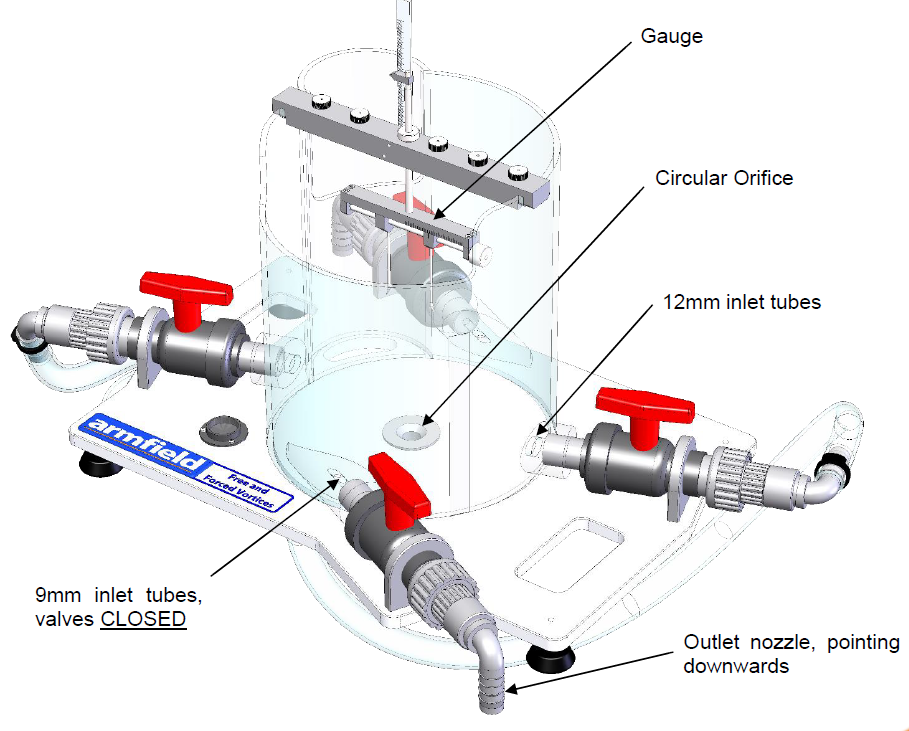 Gauge
Circular Orifice
12mm inlet tubes
armfield
Free and
Forced Vortices
9mm inlet tubes,
valves CLOSED
Outlet nozzle, pointing
downwards